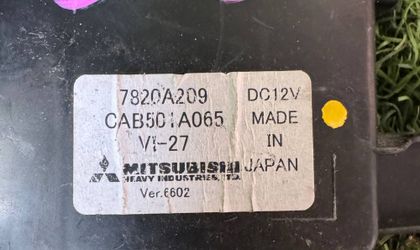 7820A209 DC12V
CAB501A065 MADE
VI-27 IN
MITSUBISHI JAPAN
HEAVY INDUSTRIES, LTD.
Ver.6602